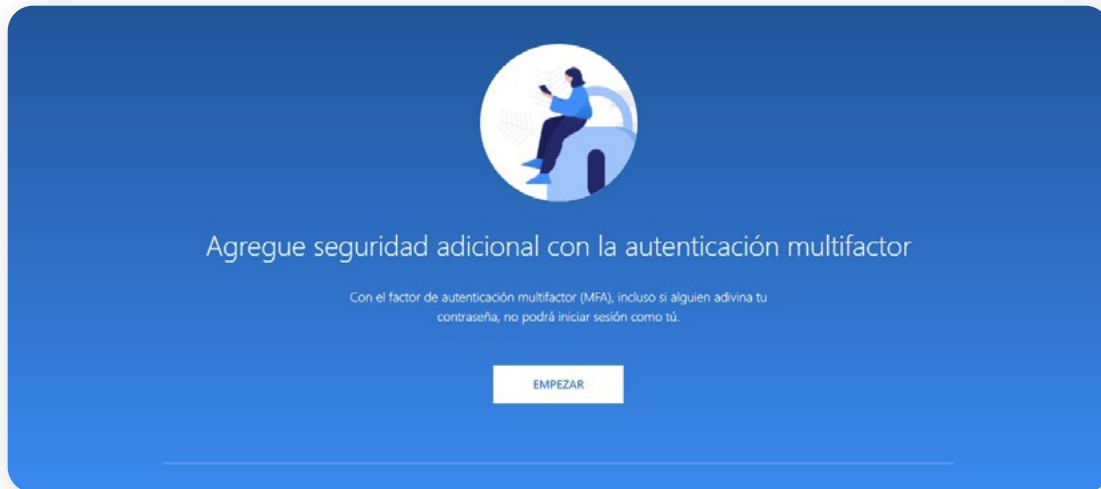 Agregue seguridad adicional con la autenticación multifactor
Con el factor de autenticación multifactor (MFA), incluso si alguien adivina tu
contraseña, no podrá iniciar sesión como tú.
EMPEZAR